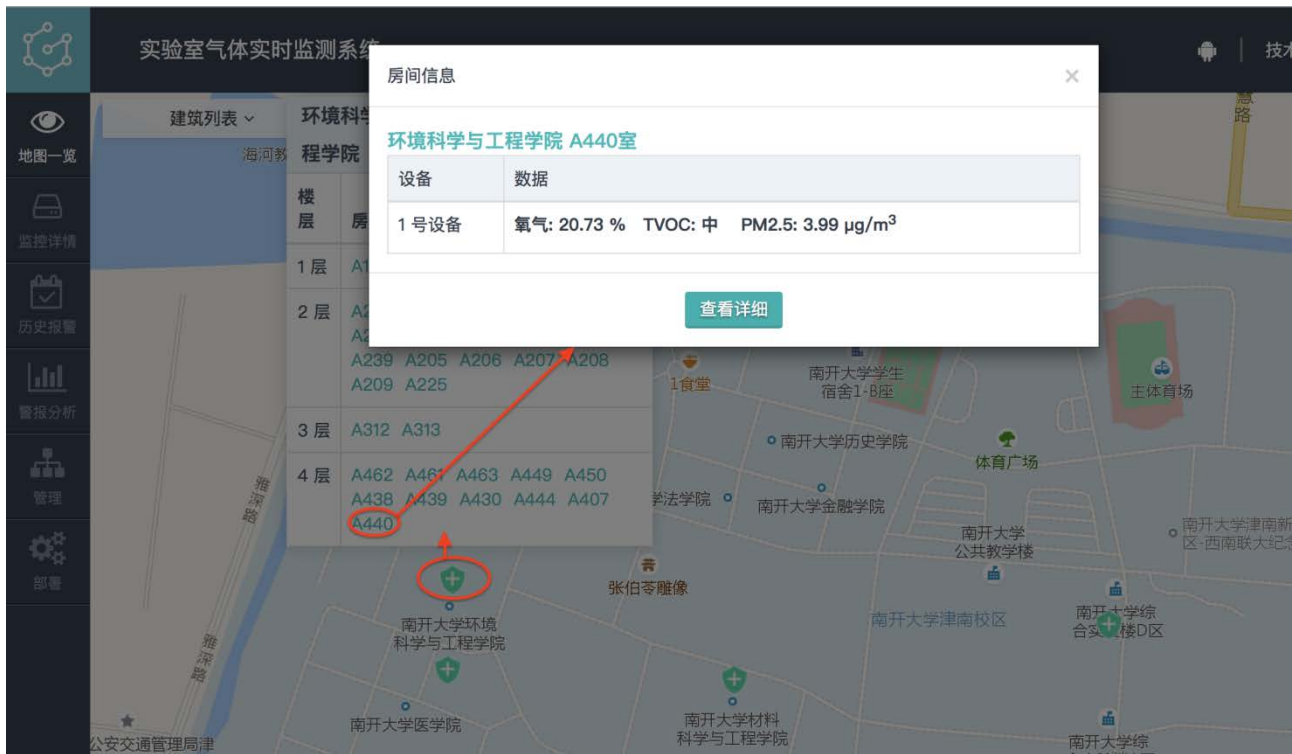 实验室气体实时监测系统
技术
房间信息
×
环境科学与工程学院 A440室
设备 数据
1 号设备 氧气: 20.73 % TVOC: 中 PM2.5: 3.99 μg/m³
查看详细
地图一览
监控详情
历史报警
警报分析
管理
部署
建筑列表
海河教
环境科学
程学院
楼
层
房
1 层
2 层
A239 A205 A206 A207 A208
A209 A225
3 层 A312 A313
4 层 A462 A461 A463 A449 A450
A438 A439 A430 A444 A407
A440
慧
路
1食堂
南开大学学生
宿舍1-B座
主体育场
南开大学历史学院
体育广场
学法学院
南开大学金融学院
南开大学
公共教学楼
南开大学津南新
区-西南联大纪念
雅深路
张伯苓雕像
南开大学环境
科学与工程学院
南开大学津南校区
南开大学综
合实 楼D区
雅深路
南开大学医学院
南开大学材料
科学与工程学院
公安交通管理局津
南开大学综